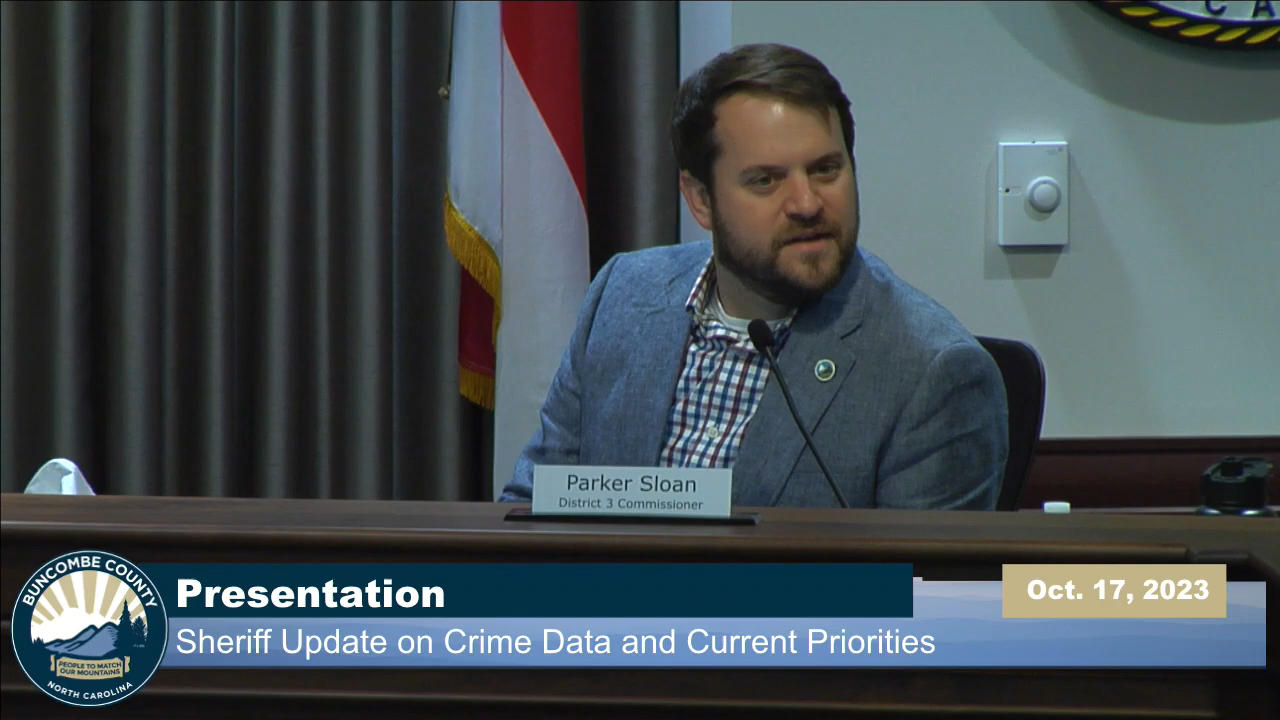 CA
Parker Sloan
District 3 Commissioner
Presentation
Oct. 17, 2023
Sheriff Update on Crime Data and Current Priorities
BUNCOMBE COUNTY
PEOPLE TO MATCH
OUR MOUNTAINS
NORTH CAROLINA